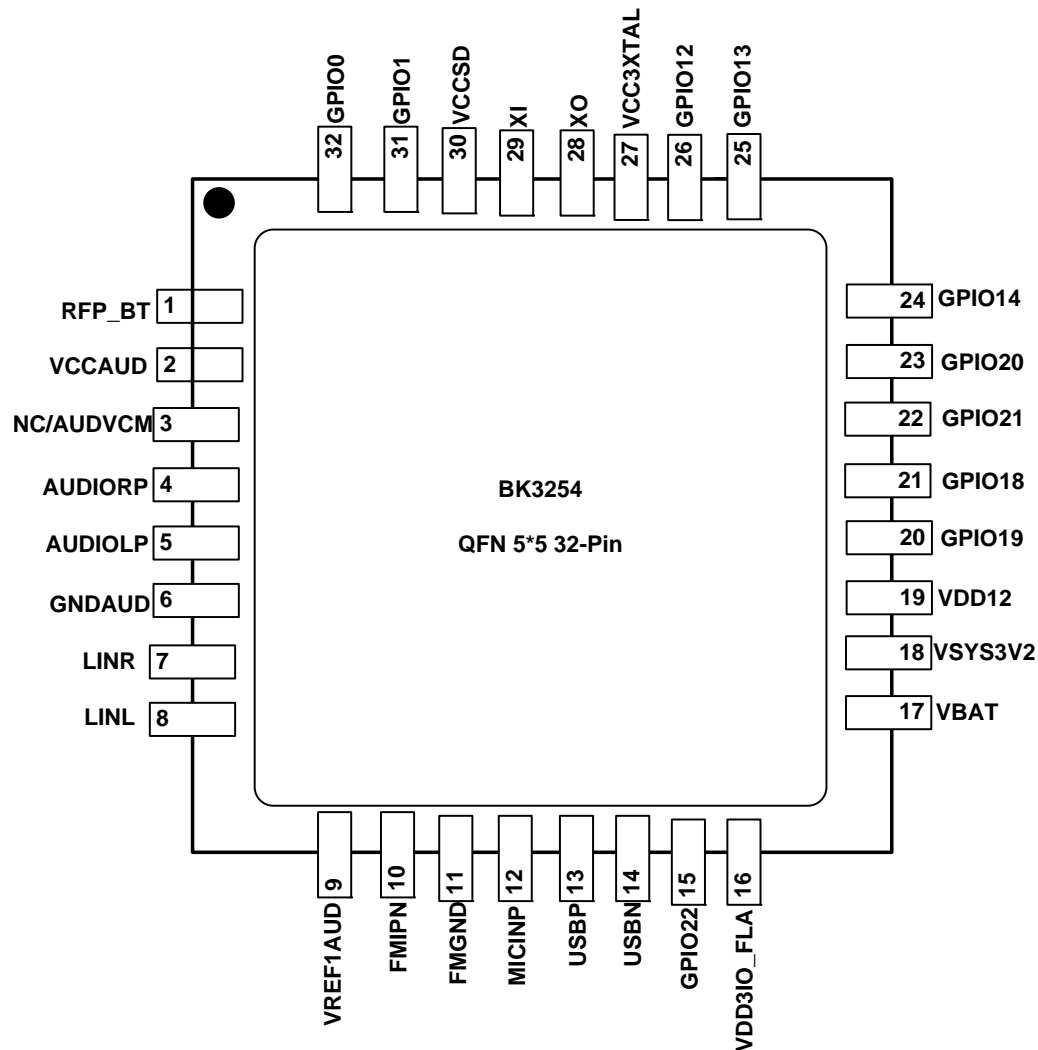 GPIO0
GPIO1
VCCSD
XI
XO
VCC3XTAL
GPIO12
GPIO13
32
31
30
29
28
27
26
25
RFP_BT 1
VCCAUD 2
NC/AUDVCM 3
AUDIORP 4
AUDIOLP 5
GNDAUD 6
LINR 7
LINL 8
BK3254
QFN 5*5 32-Pin
24 GPIO14
23 GPIO20
22 GPIO21
21 GPIO18
20 GPIO19
19 VDD12
18 VSYS3V2
17 VBAT
9
10
11
12
13
14
15
16
VREF1AUD
FMIPN
FMGND
MICINP
USBP
USBN
GPIO22
VDD3IO_FLA